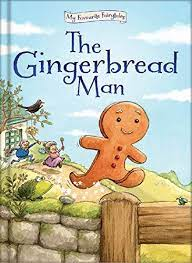 My Favourite Fairytales
The
Gingerbread
Man